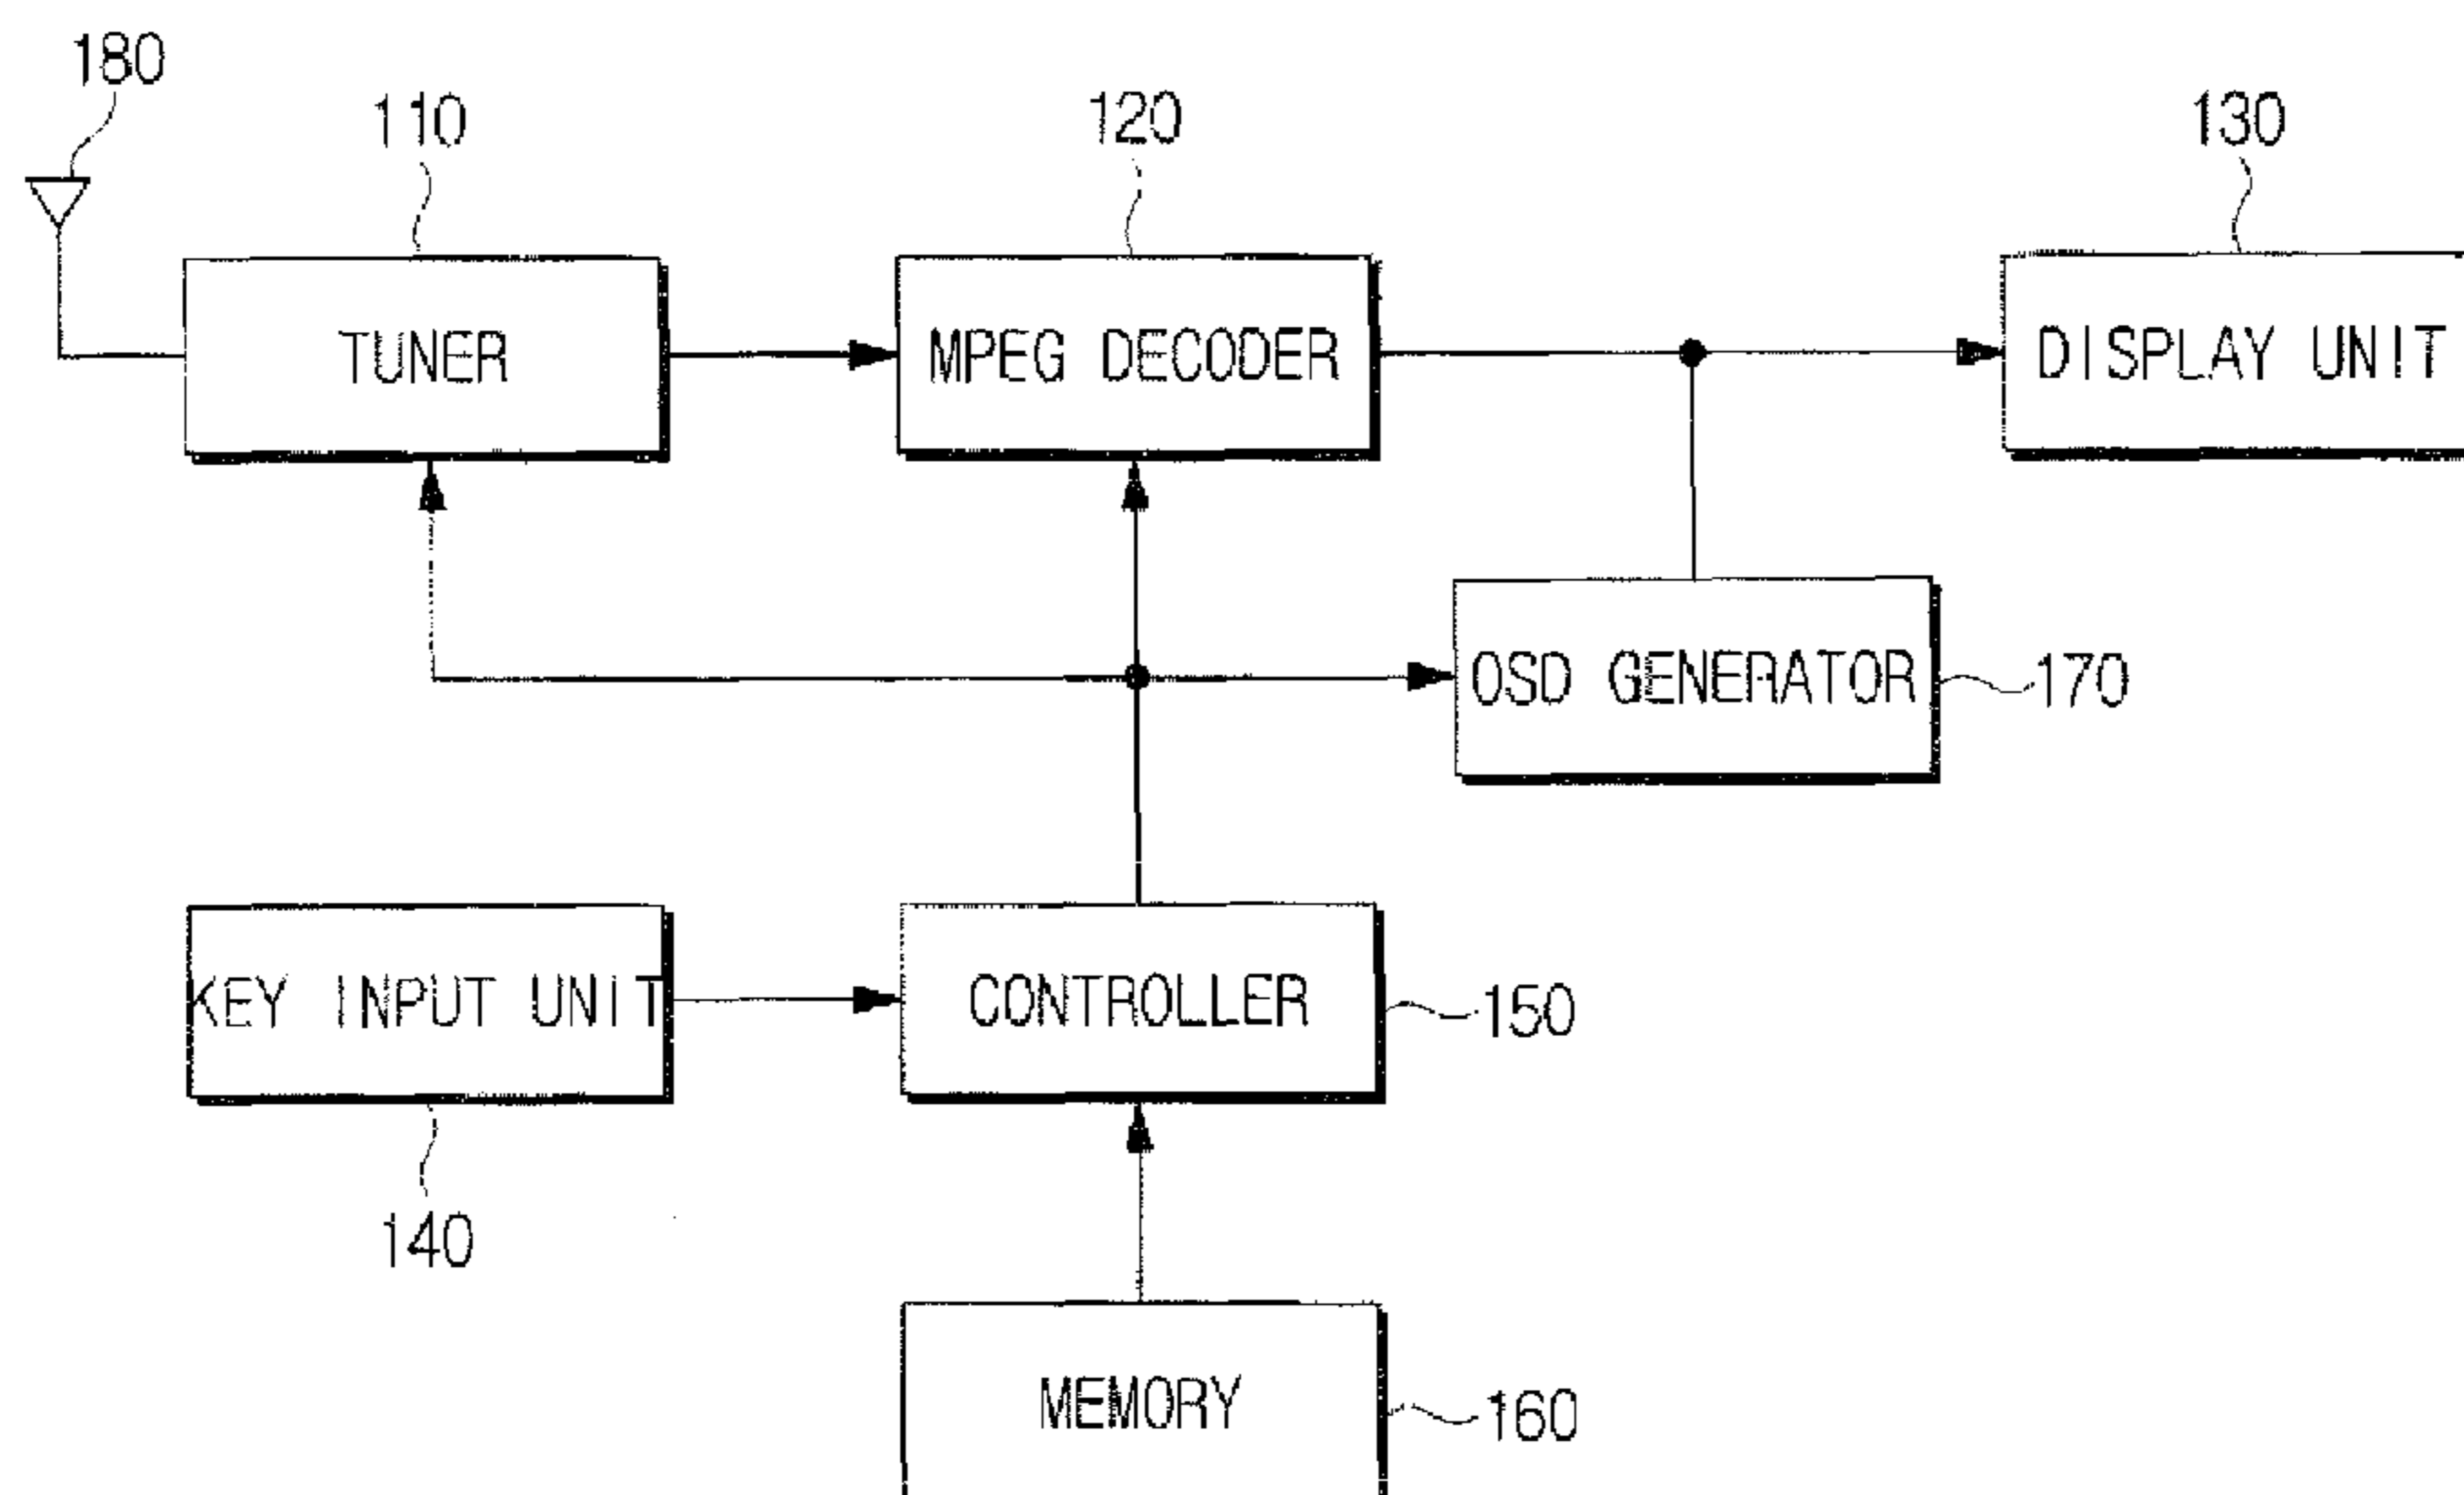 180
110
120
130
TUNER
MPEG DECODER
DISPLAY UNIT
OSD GENERATOR
170
KEY INPUT UNIT
CONTROLLER
150
140
MEMORY
160